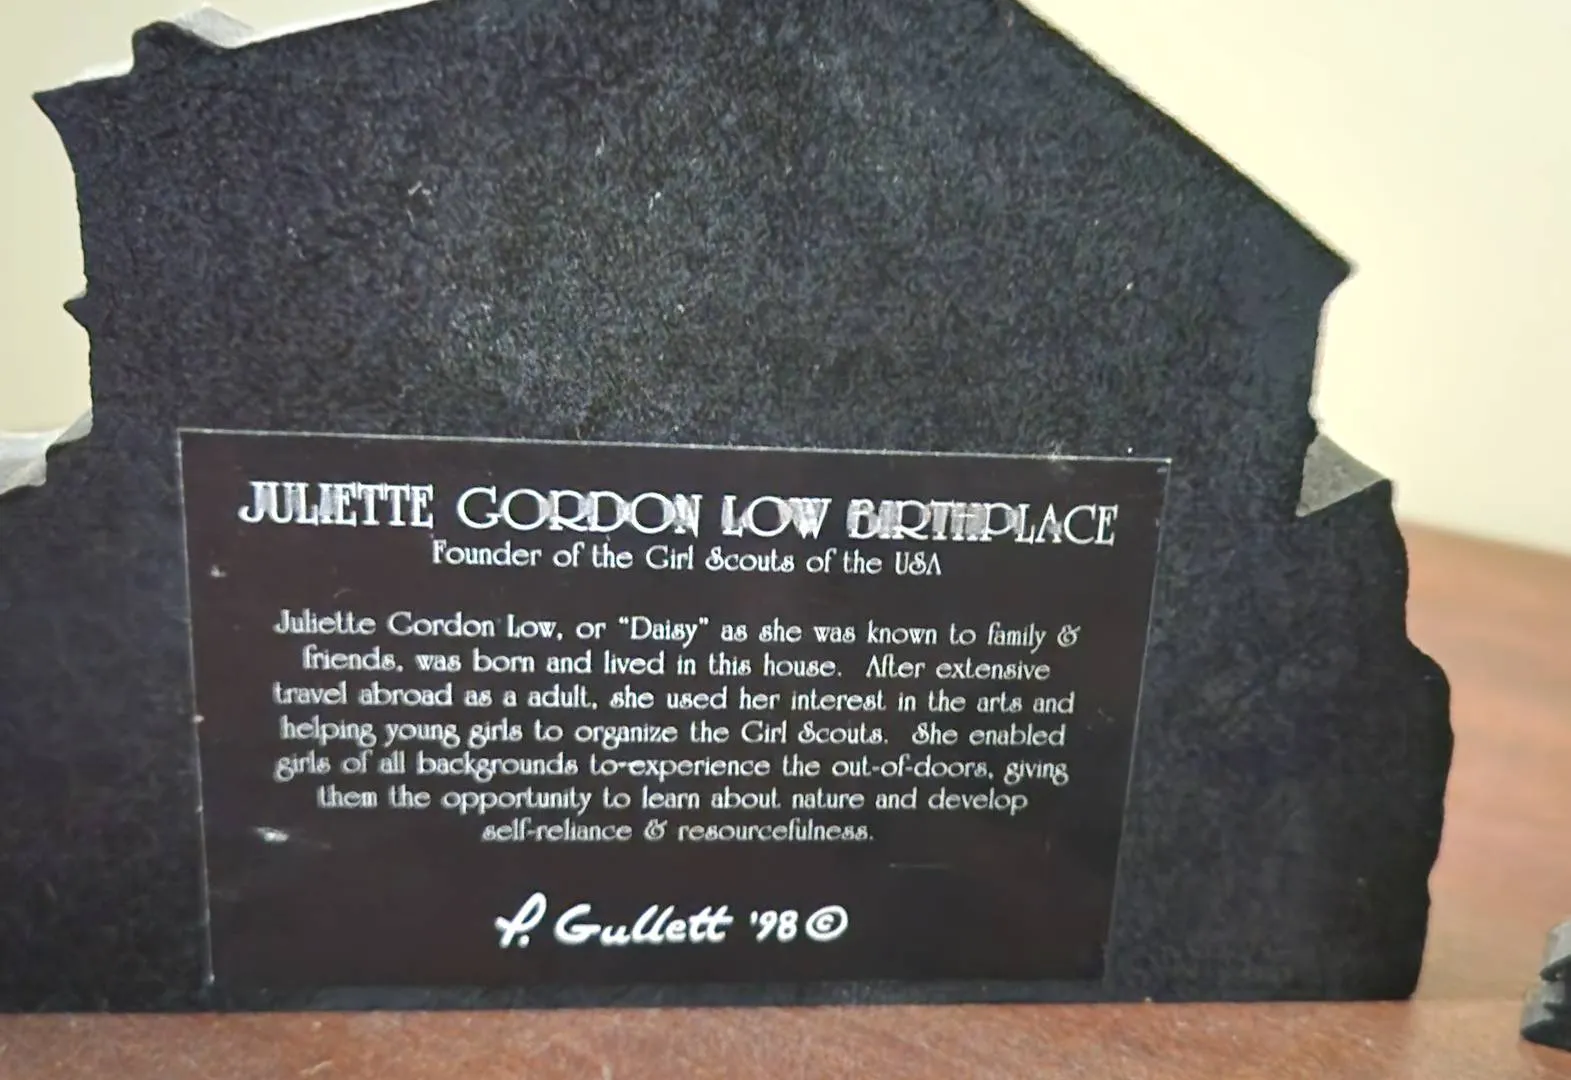 JULIETTE GORDON LOW BIRTHPLACE
Founder of the Girl Scouts of the USA
Juliette Gordon Low, or "Daisy" as she was known to family &
friends, was born and lived in this house. After extensive
travel abroad as a adult, she used her interest in the arts and
helping young girls to organize the Girl Scouts. She enabled
girls of all backgrounds to experience the out-of-doors, giving
them the opportunity to learn about nature and develop
self-reliance & resourcefulness.
P. Gullett '98 ©